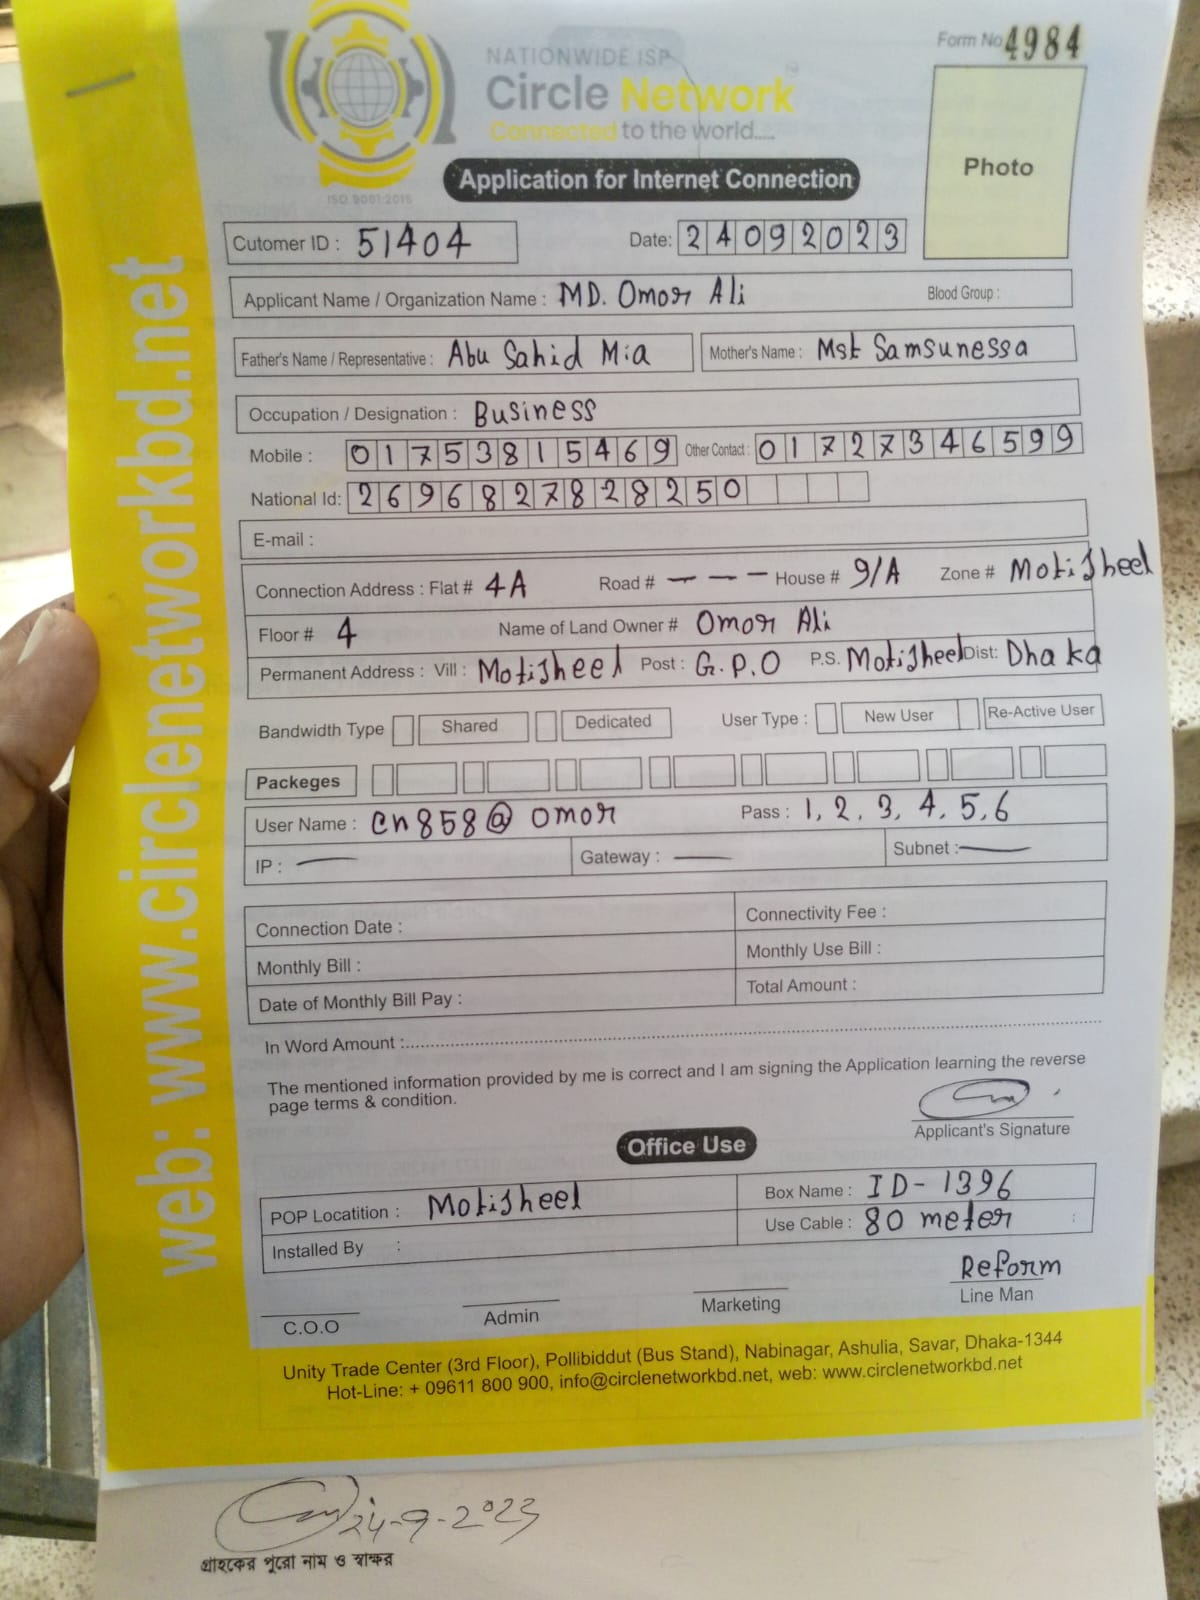 Form No 4984
NATIONWIDE ISP
Circle Network
Connected to the world....
ISO 9001:2015
Application for Internet Connection
Photo
Cutomer ID : 51404
Date: 24092023
Applicant Name / Organization Name : MD. Omor Ali
Blood Group :
Father's Name / Representative : Abu Sahid Mia
Mother's Name : Mst Samsunessa
Occupation / Designation : Business
Mobile : 01753815469 Other Contact : 01727346599
National Id: 2696827828250
E-mail :
Connection Address : Flat # 4A Road # — — — House # 9/A Zone # Motijheel
Floor # 4 Name of Land Owner # Omor Ali
Permanent Address : Vill : Motijheel Post : G.P.O P.S. Motijheel Dist: Dhaka
Bandwidth Type Shared Dedicated User Type : New User Re-Active User
Packeges
User Name : cn858@omor Pass : 1, 2, 3, 4, 5, 6
IP : — Gateway : — Subnet : —
Connection Date : Connectivity Fee :
Monthly Bill : Monthly Use Bill :
Date of Monthly Bill Pay : Total Amount :
In Word Amount :
The mentioned information provided by me is correct and I am signing the Application learning the reverse
page terms & condition.
Applicant's Signature
Office Use
POP Locatition : Motijheel
Box Name : ID-1396
Installed By :
Use Cable : 80 meter
Reform
C.O.O Admin Marketing Line Man
Unity Trade Center (3rd Floor), Pollibiddut (Bus Stand), Nabinagar, Ashulia, Savar, Dhaka-1344
Hot-Line: + 09611 800 900, info@circlenetworkbd.net, web: www.circlenetworkbd.net
web: www.circlenetworkbd.net
24-9-2023
গ্রাহকের পুরো নাম ও স্বাক্ষর